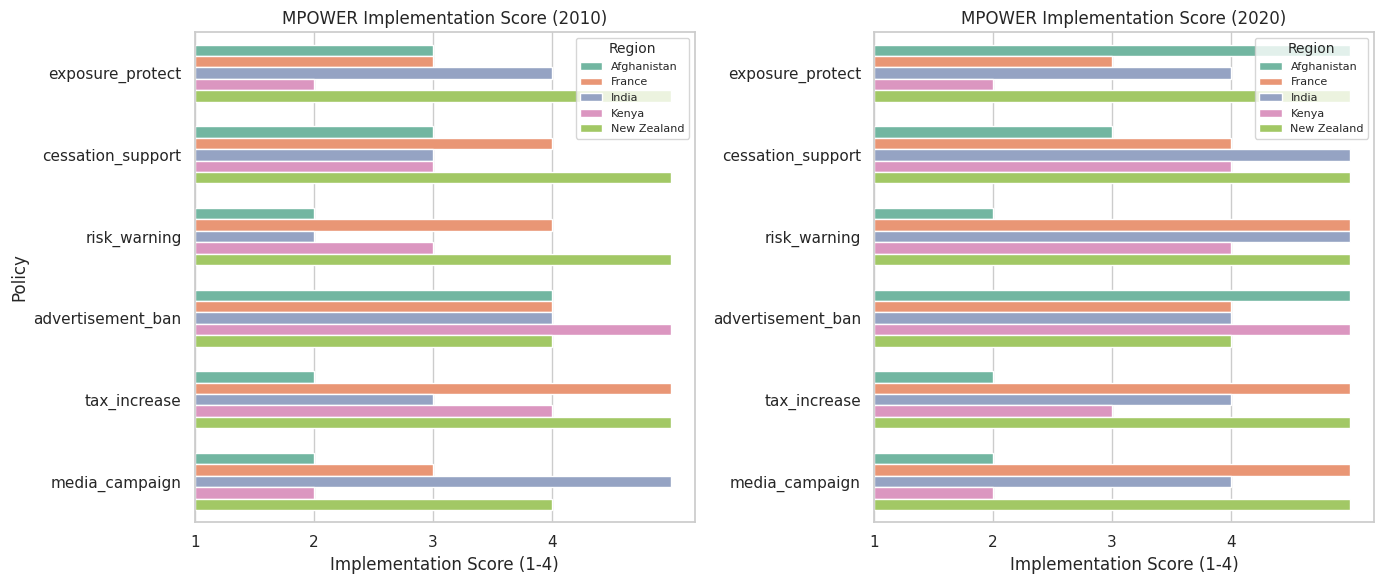 MPOWER Implementation Score (2010)
Region
Afghanistan
France
India
Kenya
New Zealand
exposure_protect
cessation_support
risk_warning
advertisement_ban
tax_increase
media_campaign
Policy
1 2 3 4
Implementation Score (1-4)
MPOWER Implementation Score (2020)
Region
Afghanistan
France
India
Kenya
New Zealand
exposure_protect
cessation_support
risk_warning
advertisement_ban
tax_increase
media_campaign
1 2 3 4
Implementation Score (1-4)